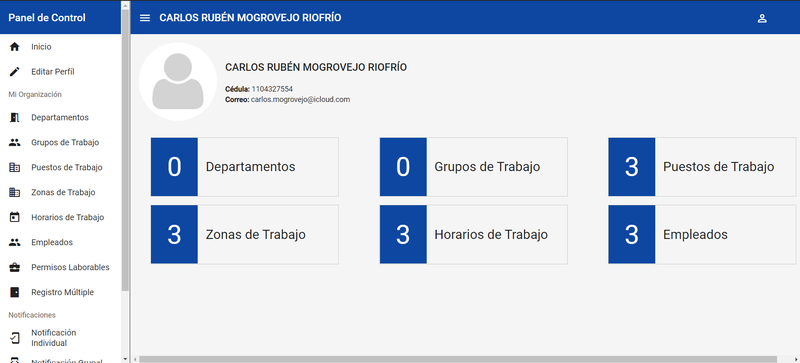 Panel de Control
CARLOS RUBÉN MOGROVEJO RIOFRÍO
Inicio
Editar Perfil
Mi Organización
Departamentos
Grupos de Trabajo
Puestos de Trabajo
Zonas de Trabajo
Horarios de Trabajo
Empleados
Permisos Laborables
Registro Múltiple
Notificaciones
Notificación
Individual
Notificación Grupal
CARLOS RUBÉN MOGROVEJO RIOFRÍO
Cédula: 1104327554
Correo: carlos.mogrovejo@icloud.com
0 Departamentos
0 Grupos de Trabajo
3 Puestos de Trabajo
3 Zonas de Trabajo
3 Horarios de Trabajo
3 Empleados